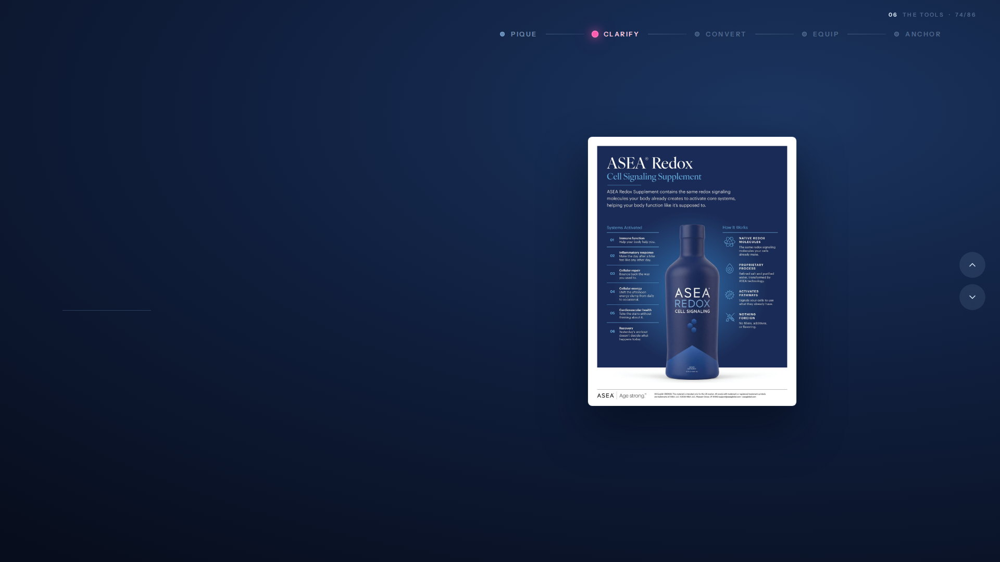 06 THE TOOLS · 74/86
PIQUE
CLARIFY
CONVERT
EQUIP
ANCHOR
ASEA® Redox
Cell Signaling Supplement
ASEA Redox Supplement contains the same redox signaling
molecules your body already creates to activate core systems,
helping your body function like it's supposed to.
Systems Activated
01 Immune function
Help your body help you.
02 Inflammatory response
Make the day after a hike
feel like any other day.
03 Cellular repair
Bounce back the way
you used to.
04 Cellular energy
Shift the afternoon
energy slump from daily
to occasional.
05 Cardiovascular health
Take the stairs without
thinking about it.
06 Recovery
Yesterday's workout
doesn't decide what
happens today.
ASEA
REDOX
CELL SIGNALING
How It Works
NATIVE REDOX
MOLECULES
The same redox signaling
molecules your cells
already make.
PROPRIETARY
PROCESS
Refined salt and purified
water, transformed by
ASEA technology.
ACTIVATES
PATHWAYS
Signals your cells to use
what they already have.
NOTHING
FOREIGN
No fillers, additives,
or flavoring.
ASEA | Age strong™